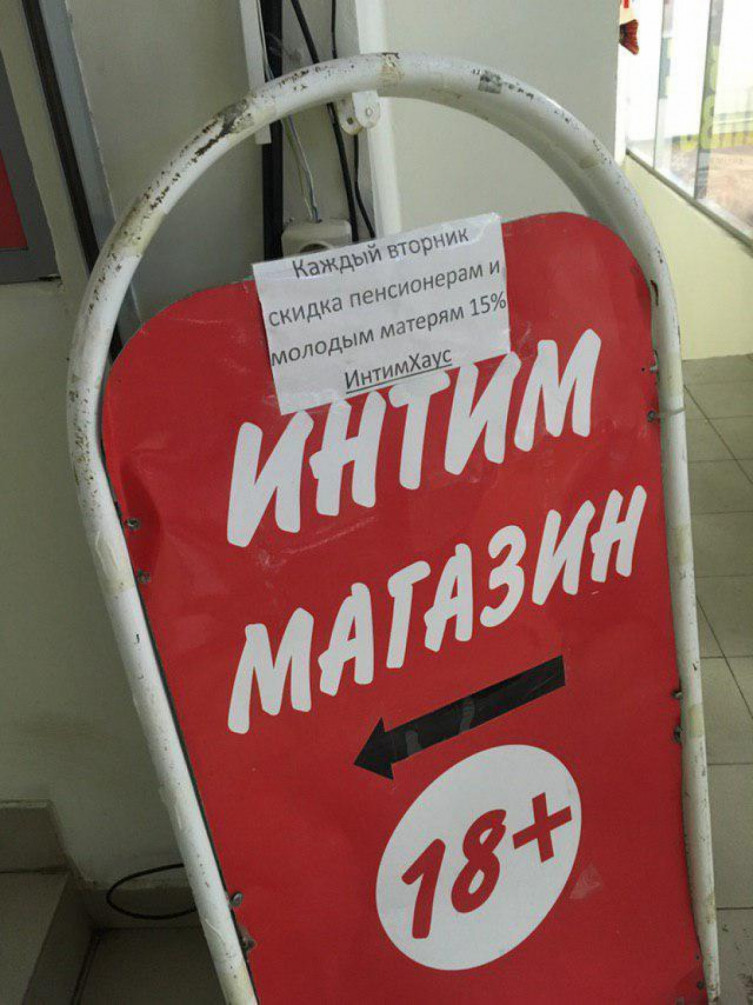 Каждый вторник
скидка пенсионерам и
молодым матерям 15%
ИнтимХаус
ИНТИМ
МАГАЗИН
18+